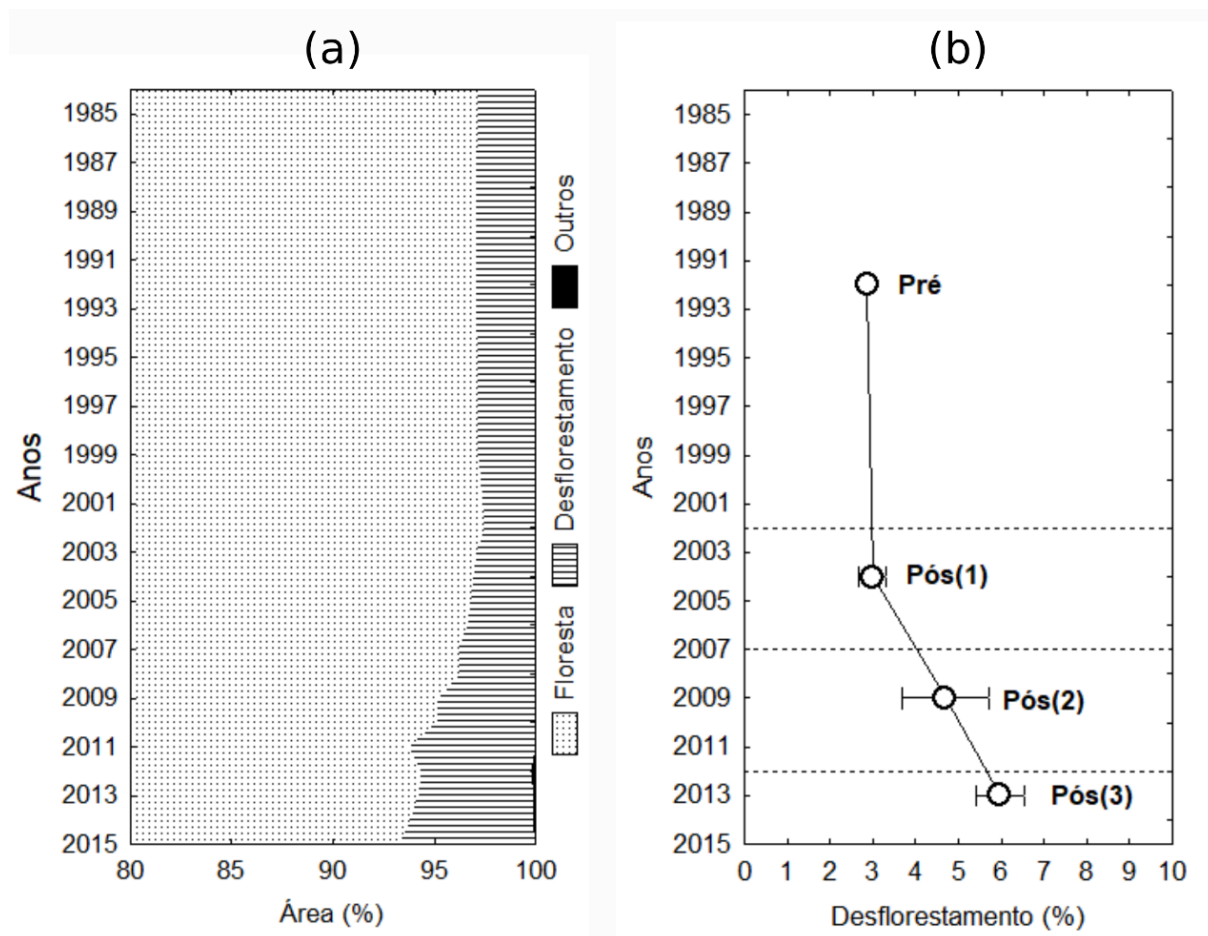 (a)
1985
1987
1989
1991
1993
1995
1997
1999
2001
2003
2005
2007
2009
2011
2013
2015
Anos
80 85 90 95 100
Área (%)
Floresta Desflorestamento Outros
(b)
1985
1987
1989
1991
1993
1995
1997
1999
2001
2003
2005
2007
2009
2011
2013
2015
Anos
Pré
Pós(1)
Pós(2)
Pós(3)
0 1 2 3 4 5 6 7 8 9 10
Desflorestamento (%)